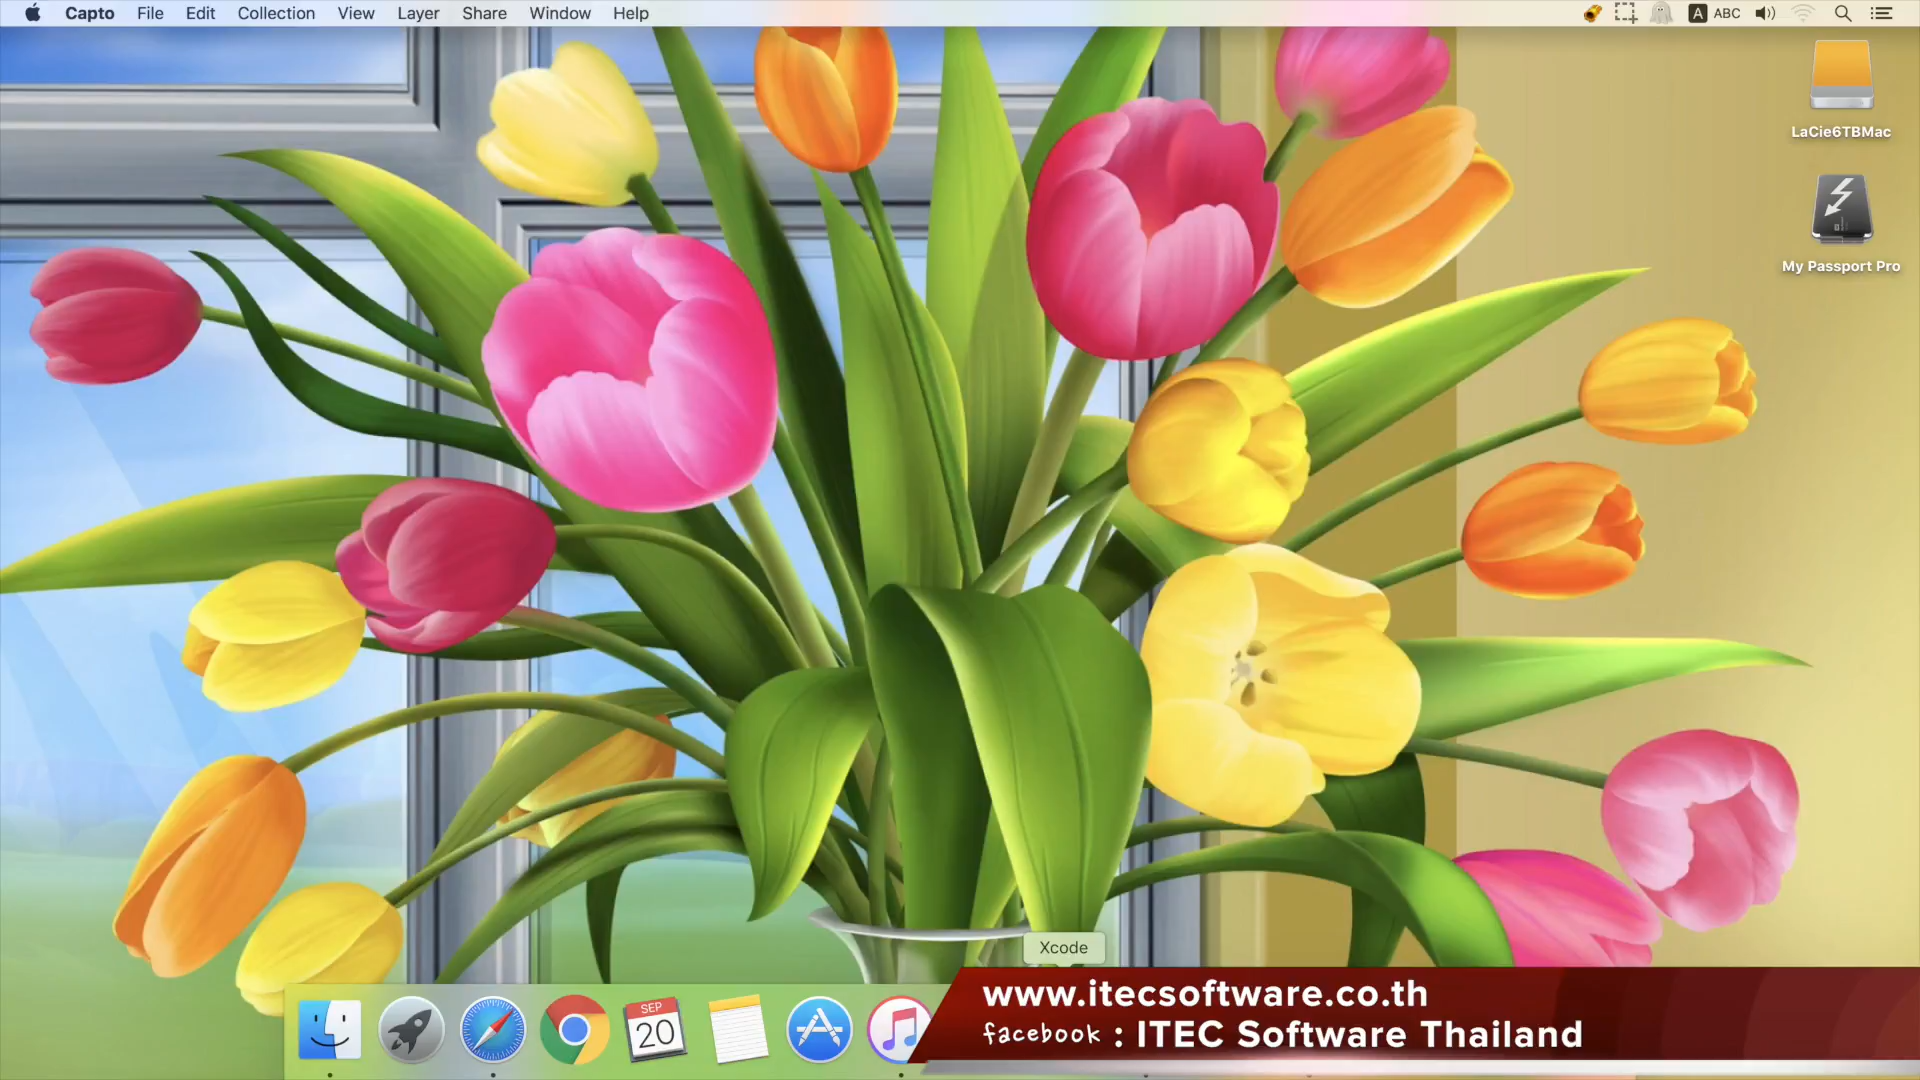 Capto File Edit Collection View Layer Share Window Help A ABC
LaCie6TBMac
My Passport Pro
Xcode
www.itecsoftware.co.th
facebook : ITEC Software Thailand
SEP
20